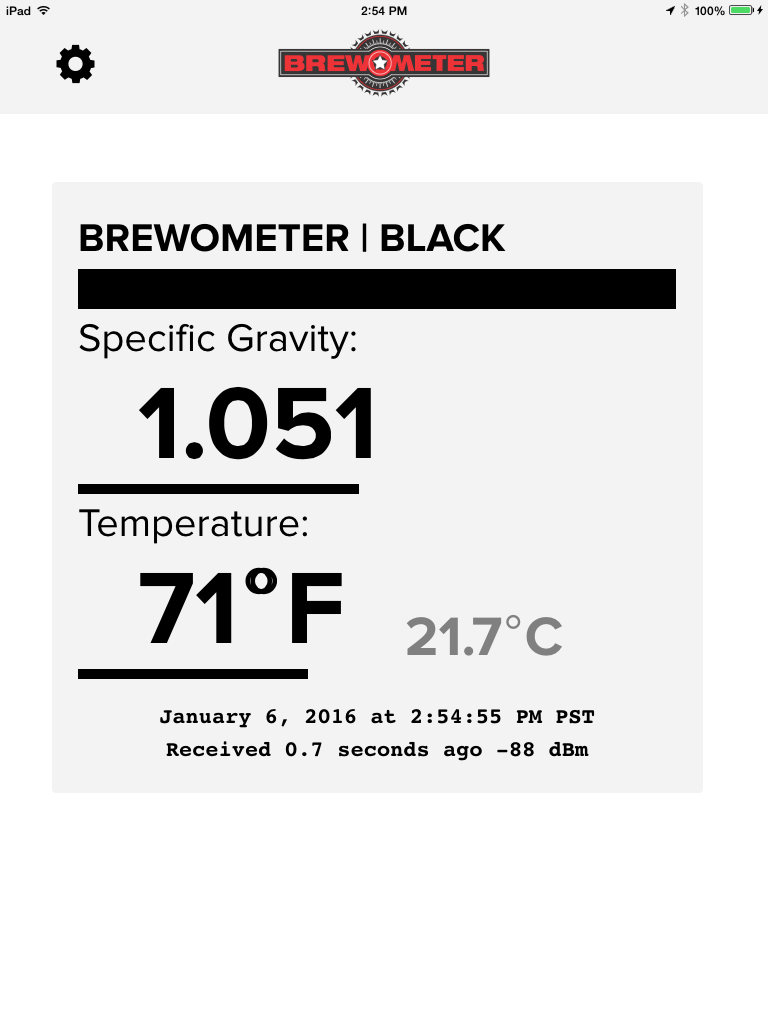 iPad 2:54 PM 100%
BREWOMETER
BREWOMETER | BLACK
Specific Gravity:
1.051
Temperature:
71°F 21.7°C
January 6, 2016 at 2:54:55 PM PST
Received 0.7 seconds ago -88 dBm